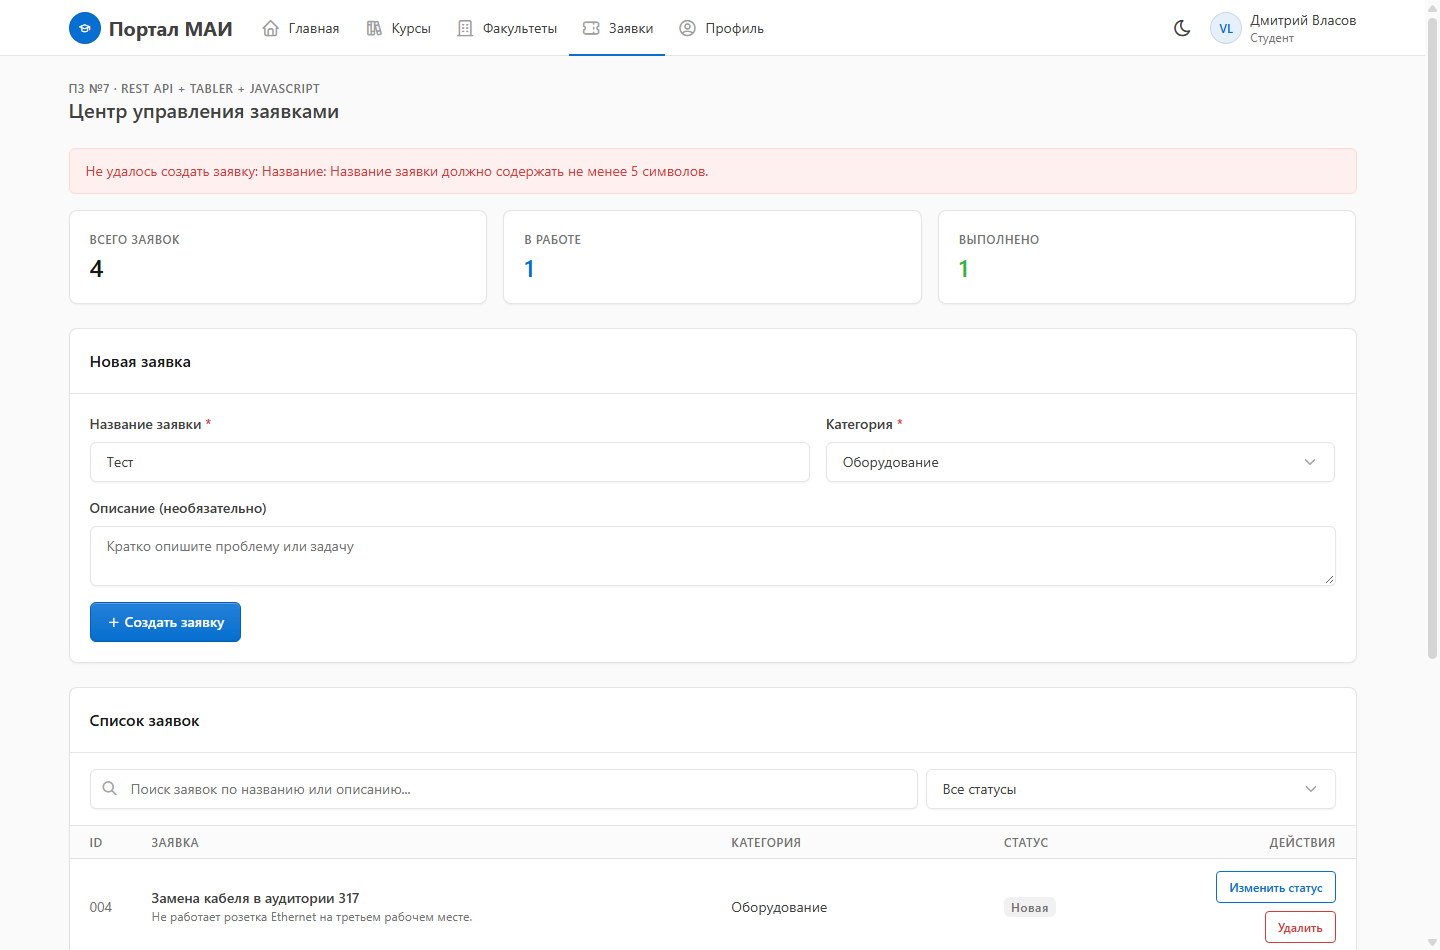 Портал МАИ
Главная
Курсы
Факультеты
Заявки
Профиль
VL
Дмитрий Власов
Студент
ПЗ №7 · REST API + TABLER + JAVASCRIPT
Центр управления заявками
Не удалось создать заявку: Название: Название заявки должно содержать не менее 5 символов.
ВСЕГО ЗАЯВОК
4
В РАБОТЕ
1
ВЫПОЛНЕНО
1
Новая заявка
Название заявки *
Тест
Категория *
Оборудование
Описание (необязательно)
Кратко опишите проблему или задачу
+ Создать заявку
Список заявок
Поиск заявок по названию или описанию...
Все статусы
ID ЗАЯВКА КАТЕГОРИЯ СТАТУС ДЕЙСТВИЯ
004
Замена кабеля в аудитории 317
Не работает розетка Ethernet на третьем рабочем месте.
Оборудование
Новая
Изменить статус
Удалить